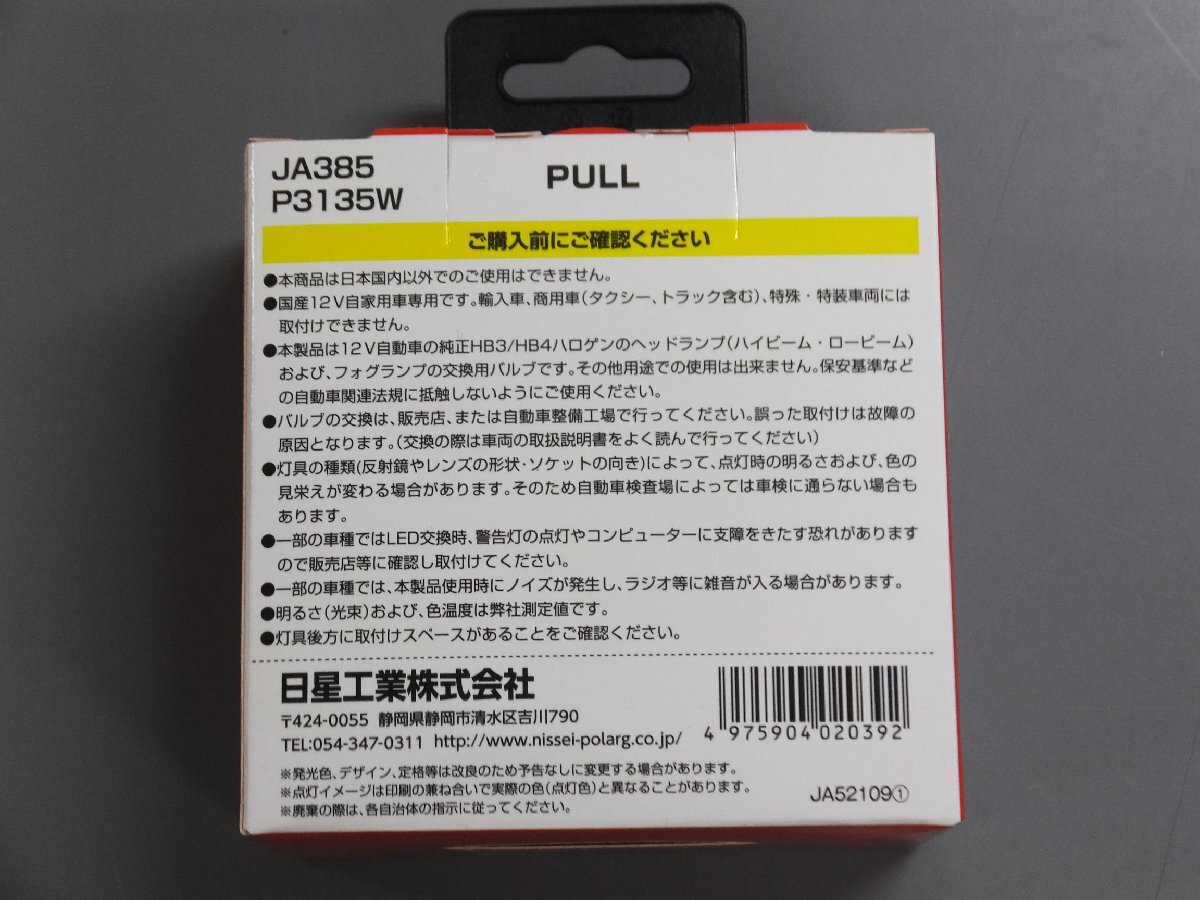 JA385
P3135W
PULL
ご購入前にご確認ください
●本商品は日本国内以外でのご使用はできません。
●国産12V自家用車専用です。輸入車、商用車(タクシー、トラック含む)、特殊・特装車両には
取付けできません。
●本製品は12V自動車の純正HB3/HB4ハロゲンのヘッドランプ(ハイビーム・ロービーム)
および、フォグランプの交換用バルブです。その他用途での使用は出来ません。保安基準など
の自動車関連法規に抵触しないようにご使用ください。
●バルブの交換は、販売店、または自動車整備工場で行ってください。誤った取付けは故障の
原因となります。(交換の際は車両の取扱説明書をよく読んで行ってください)
●灯具の種類(反射鏡やレンズの形状・ソケットの向き)によって、点灯時の明るさおよび、色の
見栄えが変わる場合があります。そのため自動車検査場によっては車検に通らない場合も
あります。
●一部の車種ではLED交換時、警告灯の点灯やコンピューターに支障をきたす恐れがあります
ので販売店等に確認し取付けてください。
●一部の車種では、本製品使用時にノイズが発生し、ラジオ等に雑音が入る場合があります。
●明るさ(光束)および、色温度は弊社測定値です。
●灯具後方に取付けスペースがあることをご確認ください。
日星工業株式会社
〒424-0055 静岡県静岡市清水区吉川790
TEL:054-347-0311 http://www.nissei-polarg.co.jp/
4 975904 020392
※発光色、デザイン、定格等は改良のため予告なしに変更する場合があります。
※点灯イメージは印刷の兼ね合いで実際の色(点灯色)と異なることがあります。
※廃棄の際は、各自治体の指示に従ってください。
JA52109①